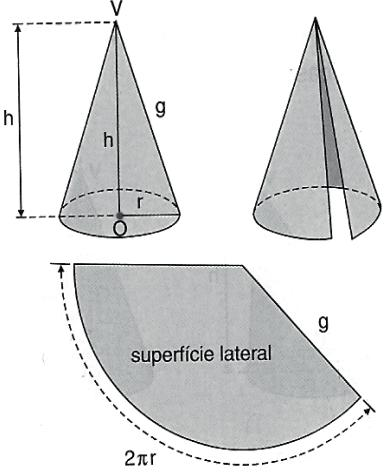 V
h
g
h
r
O
superfície lateral
g
2πr